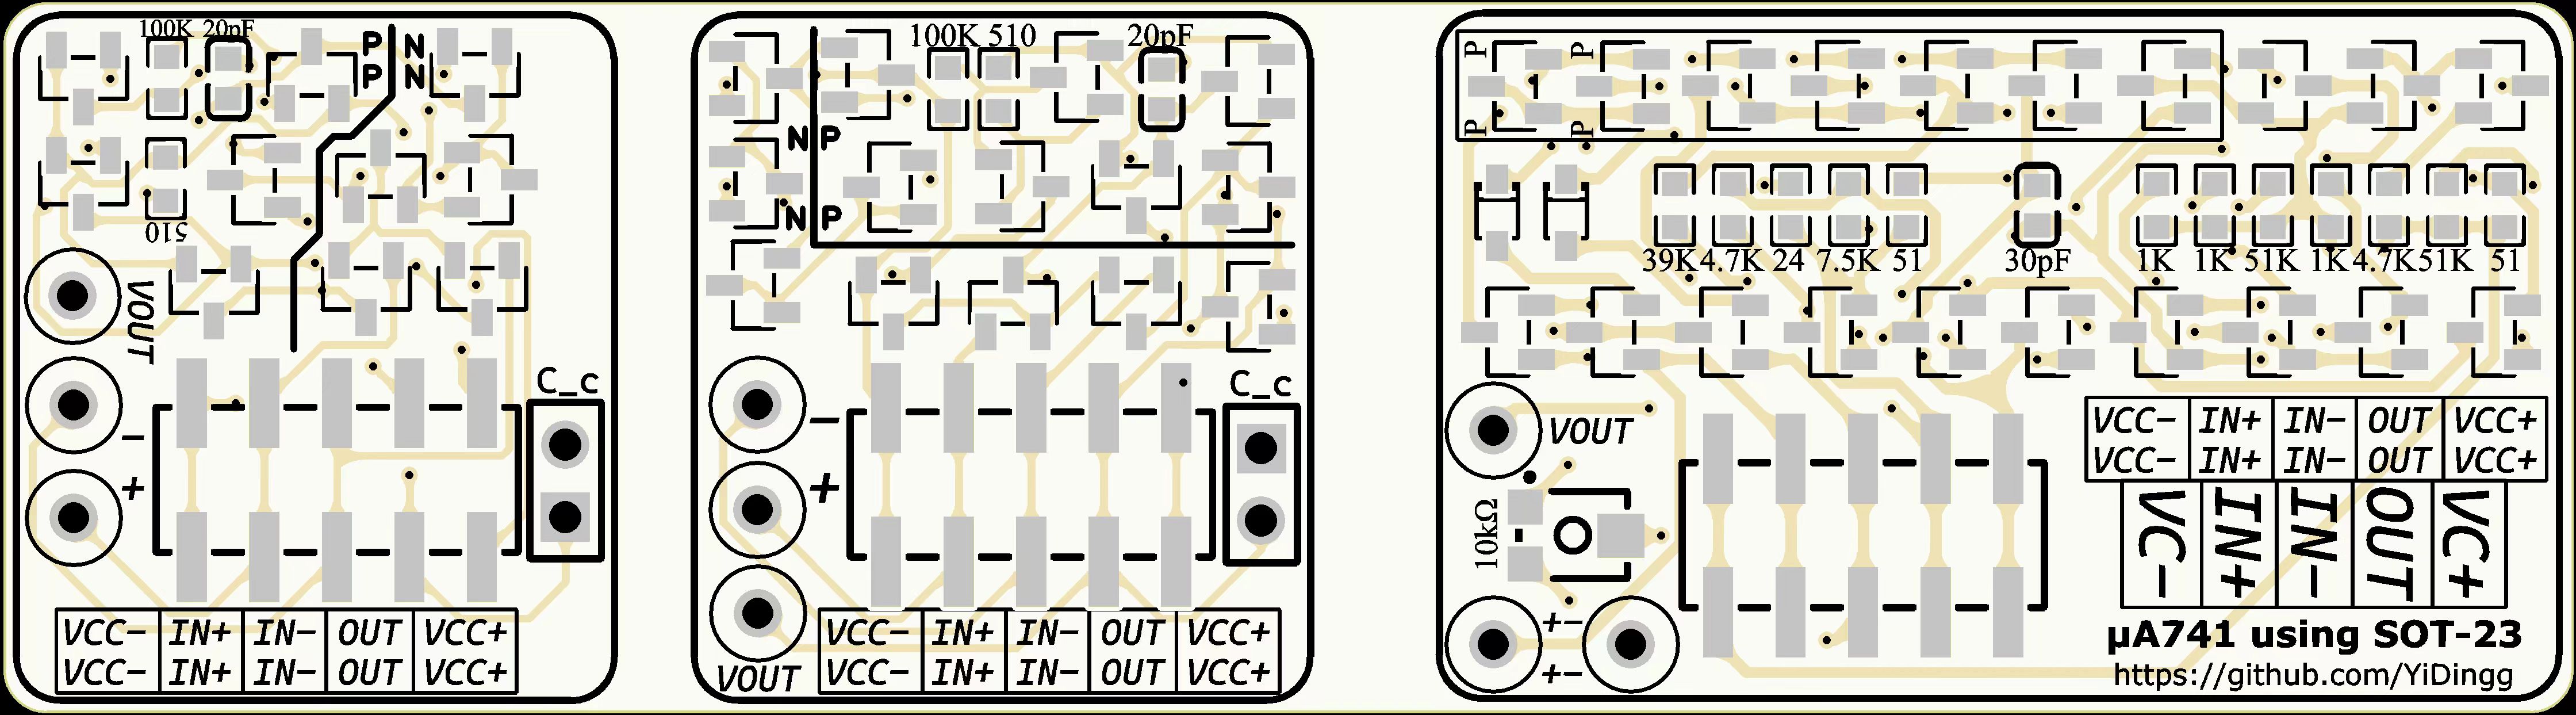 100K 20pF
P N
P N
510
VOUT
C_c
−
+
VCC− IN+ IN− OUT VCC+
VCC− IN+ IN− OUT VCC+
100K 510 20pF
N P
N P
C_c
−
+
VOUT
VCC− IN+ IN− OUT VCC+
VCC− IN+ IN− OUT VCC+
P P
P P
39K 4.7K 24 7.5K 51 30pF 1K 1K 51K 1K 4.7K 51K 51
VOUT
10kΩ
+−
+−
VCC− IN+ IN− OUT VCC+
VCC− IN+ IN− OUT VCC+
VC− IN+ IN− OUT VC+
µA741 using SOT-23
https://github.com/YiDingg